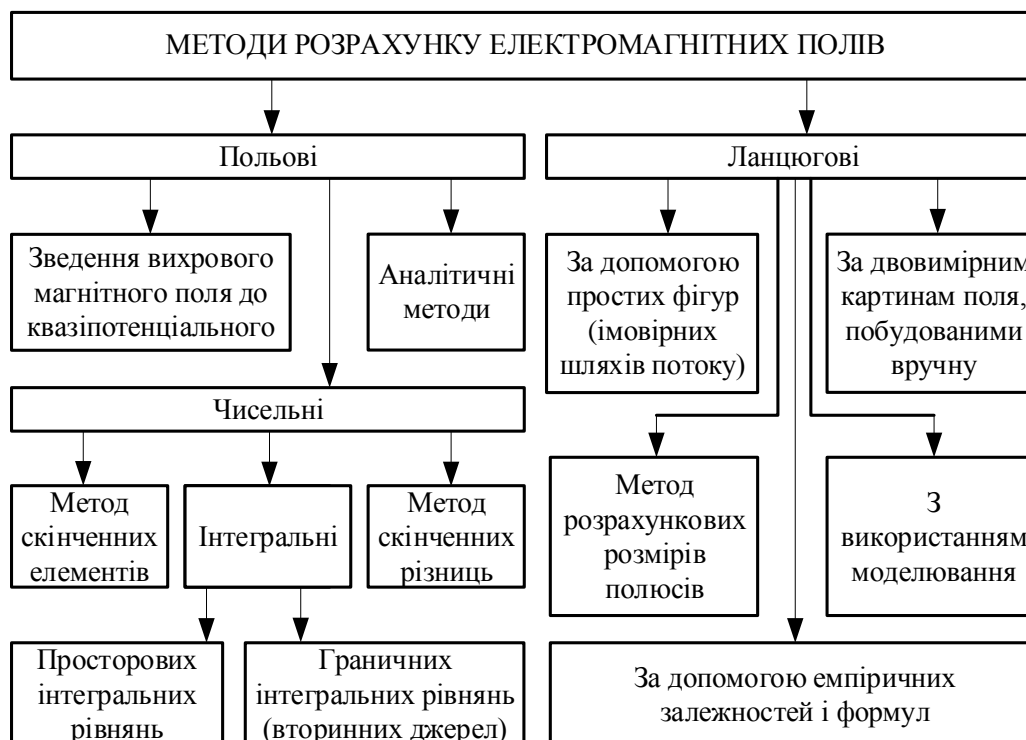 МЕТОДИ РОЗРАХУНКУ ЕЛЕКТРОМАГНІТНИХ ПОЛІВ
Польові
Ланцюгові
Зведення вихрового
магнітного поля до
квазіпотенціального
Аналітичні
методи
За допомогою
простих фігур
(імовірних
шляхів потоку)
За двовимірним
картинам поля,
побудованими
вручну
Чисельні
Метод
скінченних
елементів
Інтегральні
Метод
скінченних
різниць
Метод
розрахункових
розмірів
полюсів
З
використанням
моделювання
Просторових
інтегральних
рівнянь
Граничних
інтегральних рівнянь
(вторинних джерел)
За допомогою емпіричних
залежностей і формул